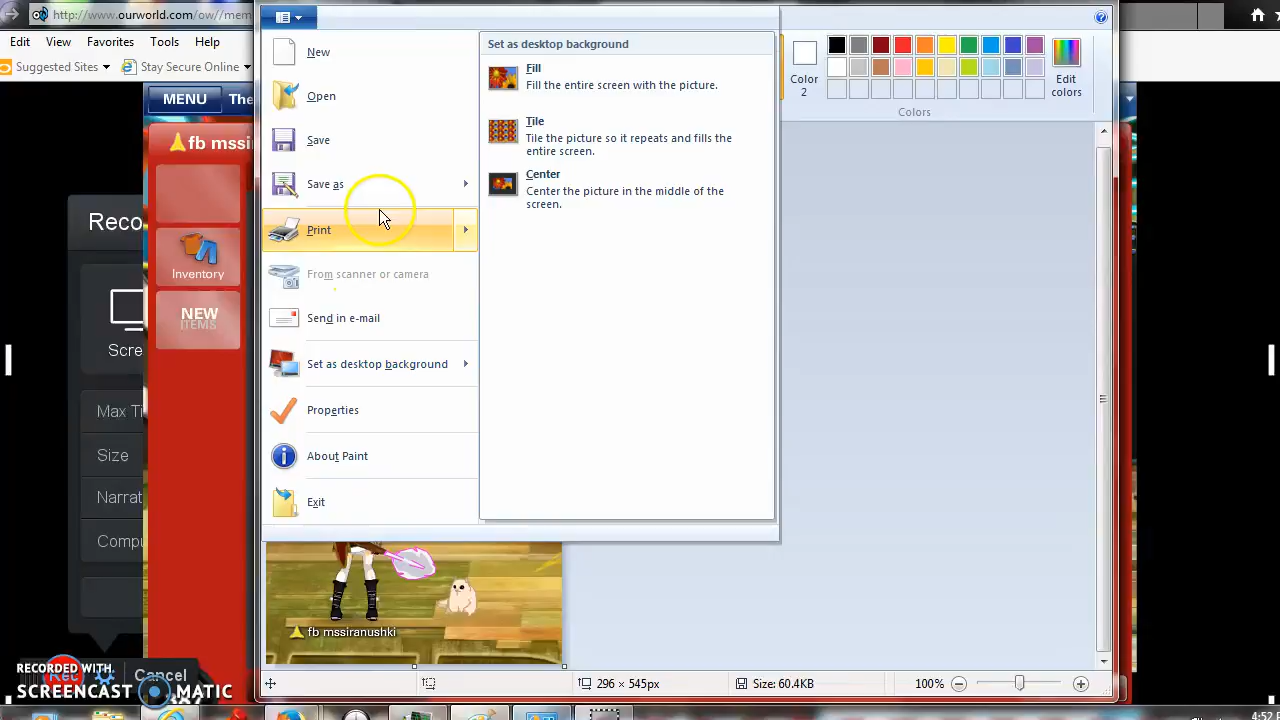 http://www.ourworld.com/ow//mem
Edit View Favorites Tools Help
Suggested Sites Stay Secure Online
MENU The
fb mssir
Inventory
NEW
ITEMS
Reco
Scre
Max Ti
Size
Narrat
Compu
Rec Cancel
RECORDED WITH
SCREENCAST MATIC
New
Open
Save
Save as
Print
From scanner or camera
Send in e-mail
Set as desktop background
Properties
About Paint
Exit
Set as desktop background
Fill
Fill the entire screen with the picture.
Tile
Tile the picture so it repeats and fills the
entire screen.
Center
Center the picture in the middle of the
screen.
Color
2
Edit
colors
Colors
fb mssiranushki
296 × 545px
Size: 60.4KB
100%
4:52